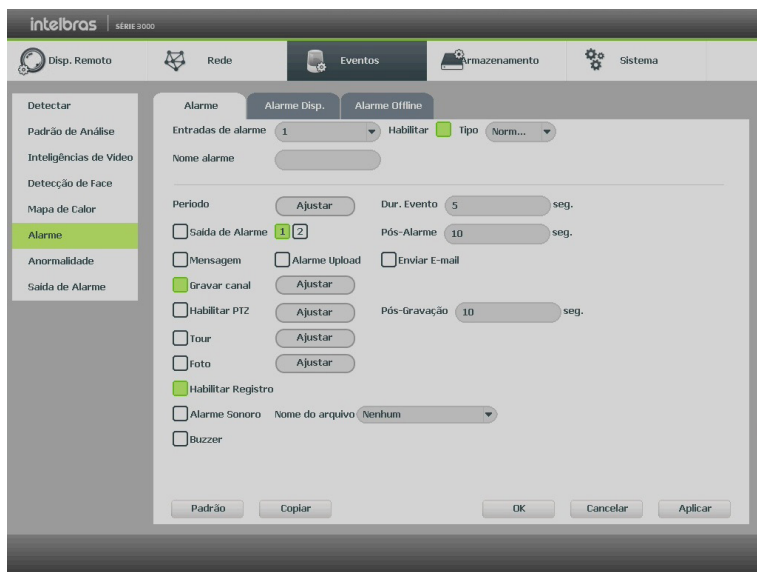 intelbras SÉRIE 3000
Disp. Remoto Rede Eventos Armazenamento Sistema
Detectar
Padrão de Análise
Inteligências de Vídeo
Detecção de Face
Mapa de Calor
Alarme
Anormalidade
Saída de Alarme
Alarme Alarme Disp. Alarme Offline
Entradas de alarme 1 Habilitar Tipo Norm...
Nome alarme
Periodo Ajustar Dur. Evento 5 seg.
Saída de Alarme 1 2 Pós-Alarme 10 seg.
Mensagem Alarme Upload Enviar E-mail
Gravar canal Ajustar
Habilitar PTZ Ajustar Pós-Gravação 10 seg.
Tour Ajustar
Foto Ajustar
Habilitar Registro
Alarme Sonoro Nome do arquivo Nenhum
Buzzer
Padrão Copiar OK Cancelar Aplicar